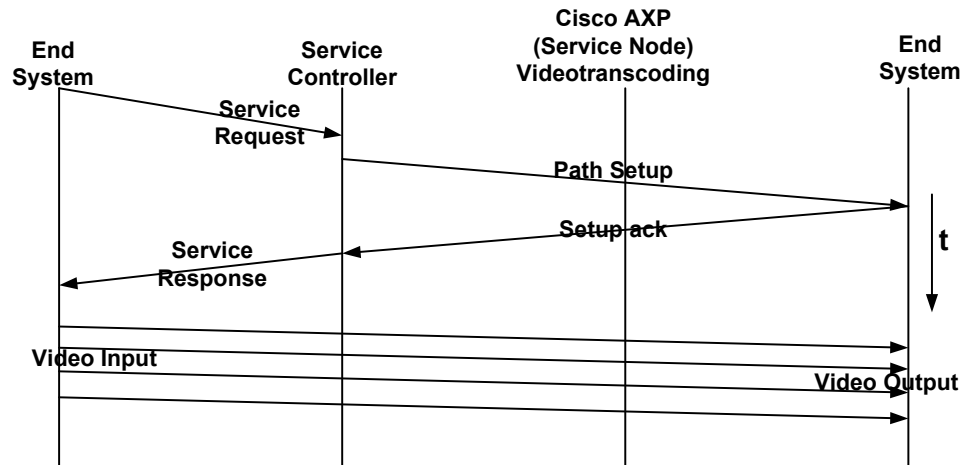 End
System
Service
Controller
Cisco AXP
(Service Node)
Videotranscoding
End
System
Service
Request
Path Setup
Setup ack
Service
Response
t
Video Input
Video Output